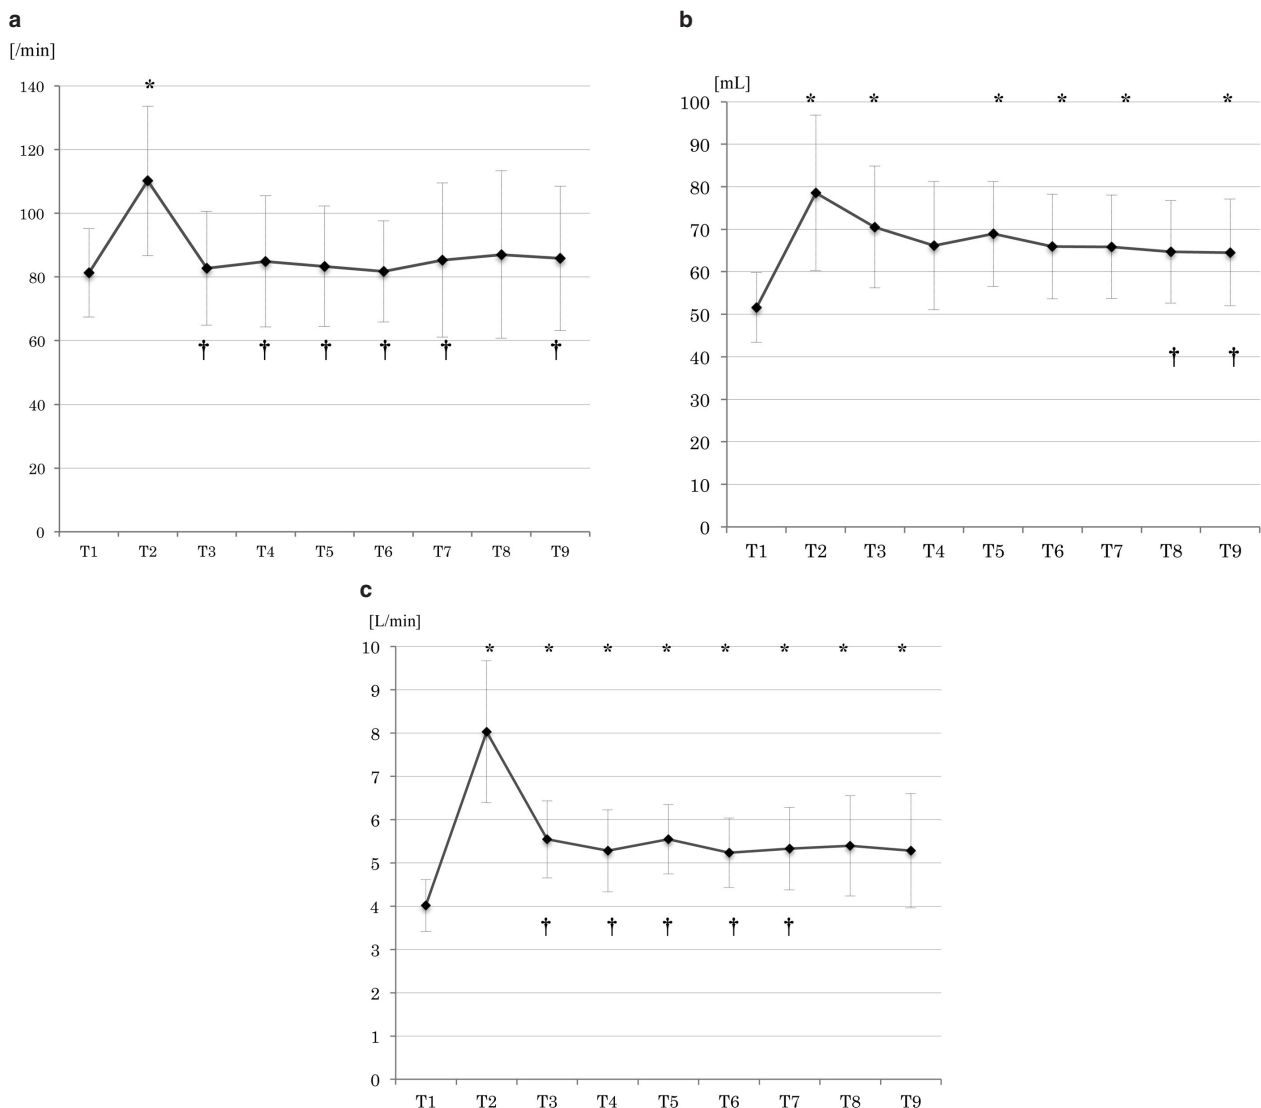 a
[/min]
140
*
120
100
80
60
† † † † † †
40
20
0
T1 T2 T3 T4 T5 T6 T7 T8 T9
b
[mL]
100
* * * * * *
90
80
70
60
50
40
† †
30
20
10
0
T1 T2 T3 T4 T5 T6 T7 T8 T9
c
[L/min]
10
* * * * * * * *
9
8
7
6
5
4
† † † † †
3
2
1
0
T1 T2 T3 T4 T5 T6 T7 T8 T9